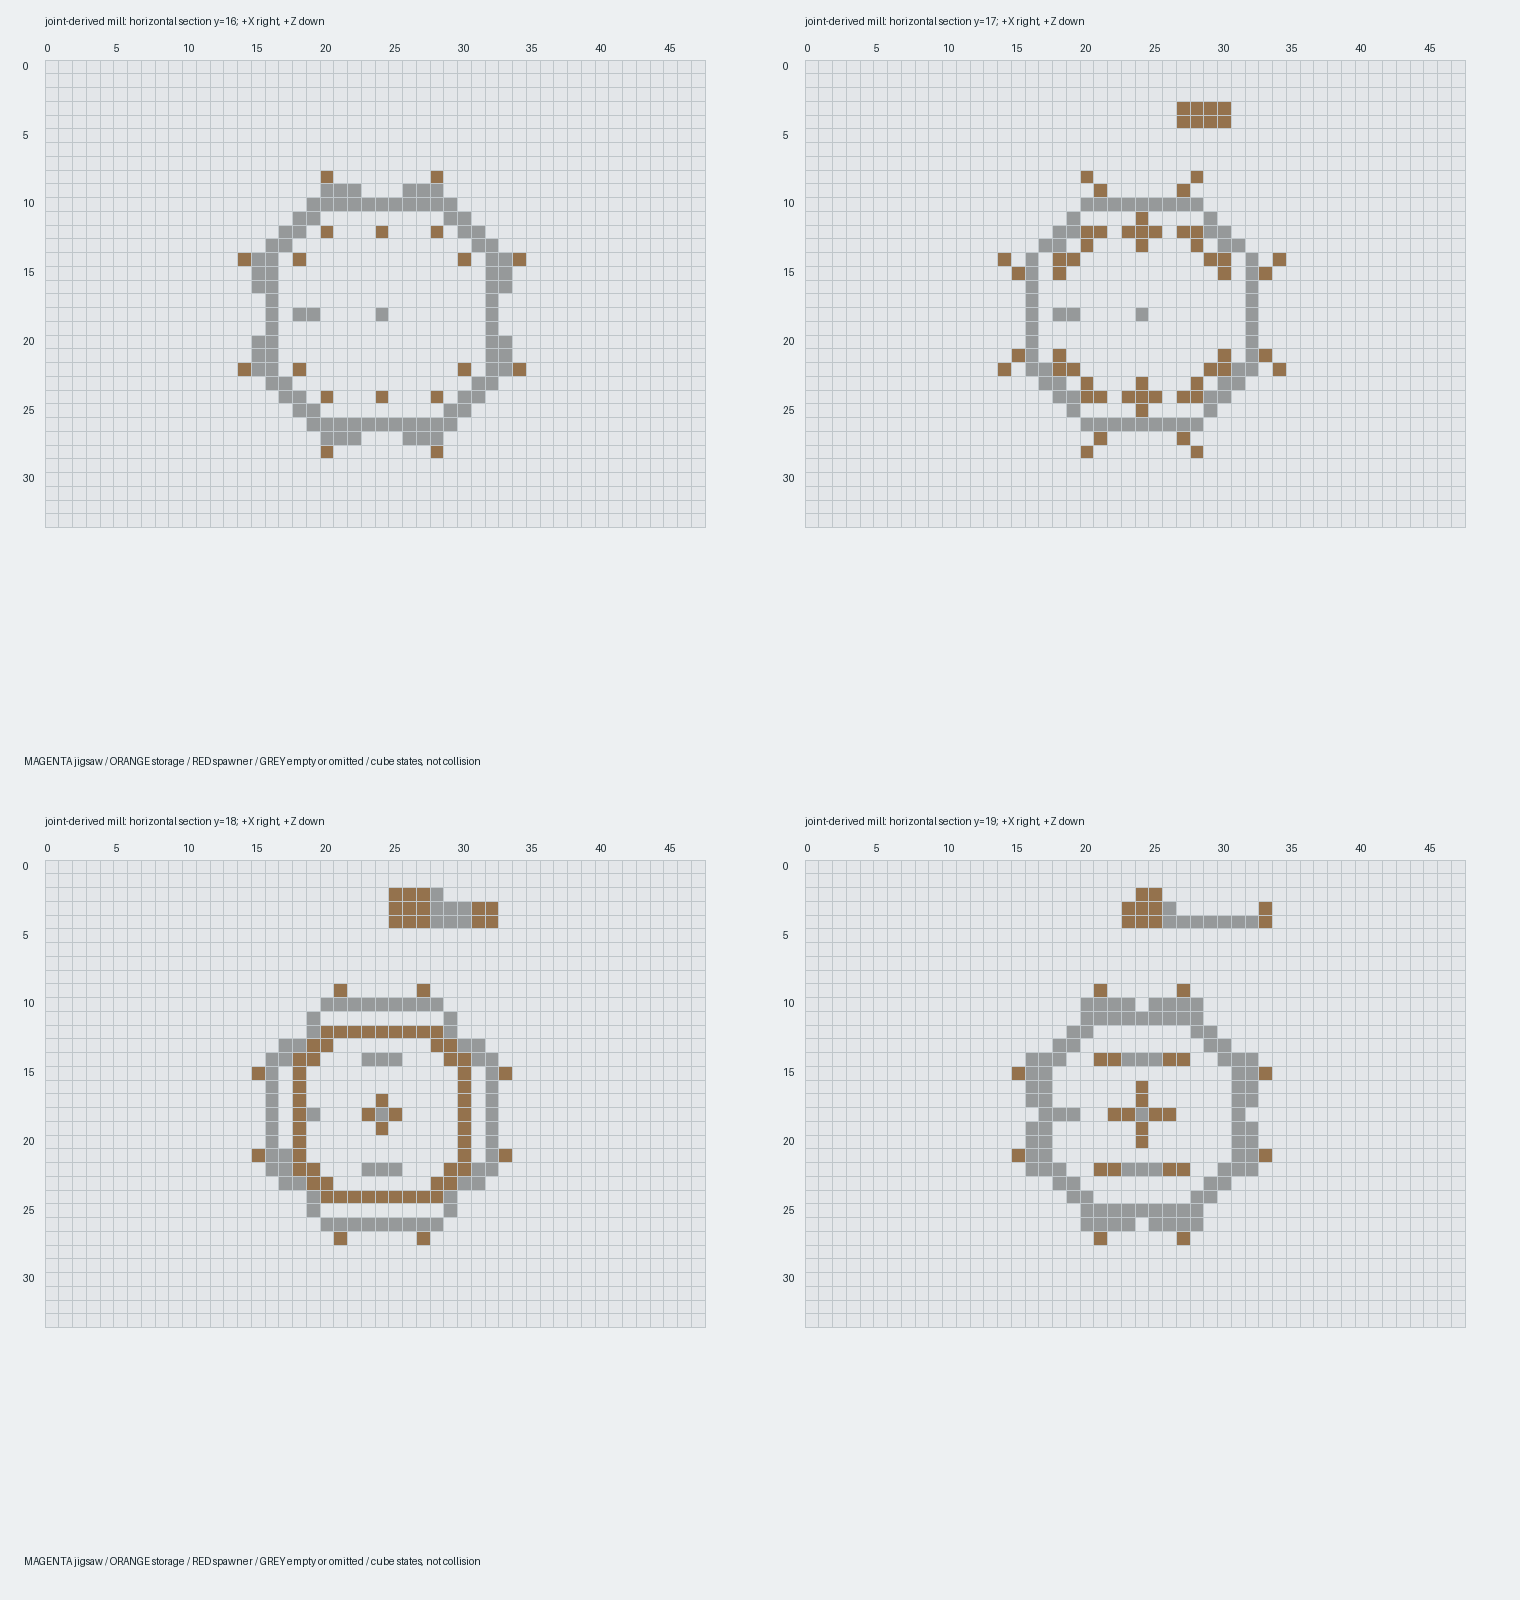 joint-derived mill: horizontal section y=16; +X right, +Z down
0 5 10 15 20 25 30 35 40 45
0
5
10
15
20
25
30
joint-derived mill: horizontal section y=17; +X right, +Z down
0 5 10 15 20 25 30 35 40 45
0
5
10
15
20
25
30
MAGENTA jigsaw / ORANGE storage / RED spawner / GREY empty or omitted / cube states, not collision
joint-derived mill: horizontal section y=18; +X right, +Z down
0 5 10 15 20 25 30 35 40 45
0
5
10
15
20
25
30
joint-derived mill: horizontal section y=19; +X right, +Z down
0 5 10 15 20 25 30 35 40 45
0
5
10
15
20
25
30
MAGENTA jigsaw / ORANGE storage / RED spawner / GREY empty or omitted / cube states, not collision